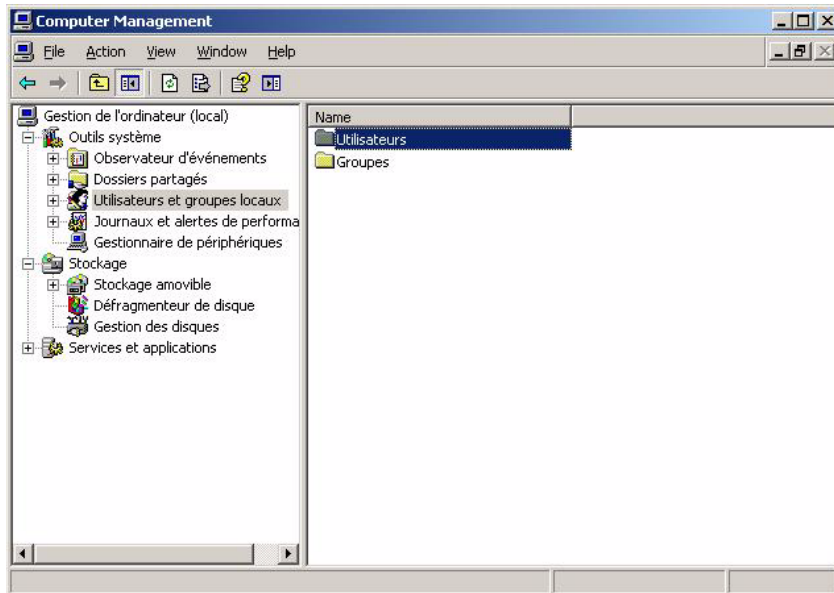 Computer Management
File Action View Window Help
Gestion de l'ordinateur (local)
Outils système
Observateur d'événements
Dossiers partagés
Utilisateurs et groupes locaux
Journaux et alertes de performa
Gestionnaire de périphériques
Stockage
Stockage amovible
Défragmenteur de disque
Gestion des disques
Services et applications
Name
Utilisateurs
Groupes